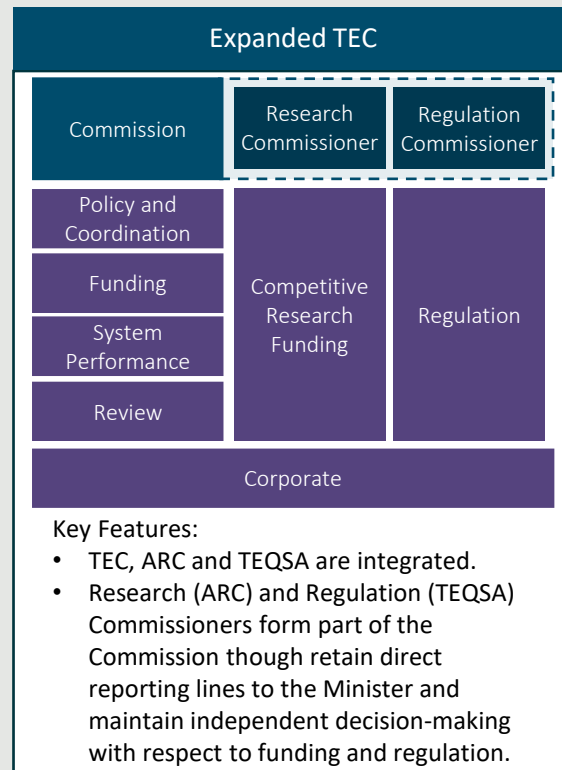 Expanded TEC
Commission
Research
Commissioner
Regulation
Commissioner
Policy and
Coordination
Funding
System
Performance
Review
Competitive
Research
Funding
Regulation
Corporate
Key Features:
• TEC, ARC and TEQSA are integrated.
• Research (ARC) and Regulation (TEQSA)
Commissioners form part of the
Commission though retain direct
reporting lines to the Minister and
maintain independent decision-making
with respect to funding and regulation.